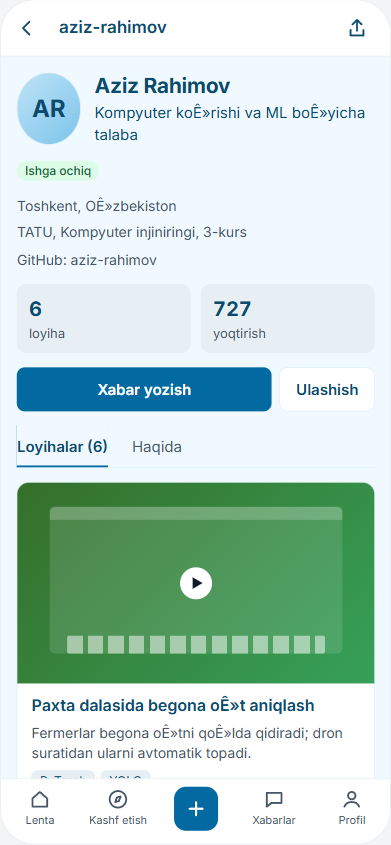 aziz-rahimov
AR
Aziz Rahimov
Kompyuter koÊ»rishi va ML boÊ»yicha
talaba
Ishga ochiq
Toshkent, OÊ»zbekiston
TATU, Kompyuter injiniringi, 3-kurs
GitHub: aziz-rahimov
6
loyiha
727
yoqtirish
Xabar yozish
Ulashish
Loyihalar (6)
Haqida
Paxta dalasida begona oÊ»t aniqlash
Fermerlar begona oÊ»tni qoÊ»lda qidiradi; dron
suratidan ularni avtomatik topadi.
Lenta
Kashf etish
Xabarlar
Profil